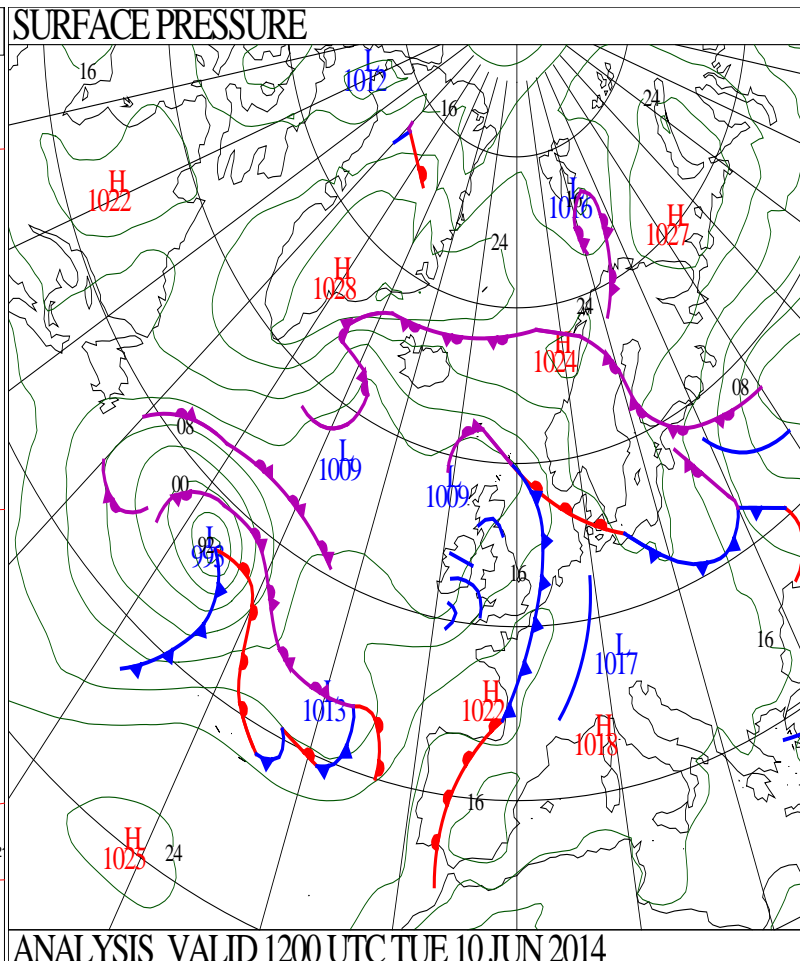 SURFACE PRESSURE
16
L
1012
16
24
H
1022
L
1016
H
1027
24
H
1028
24
H
1024
08
08
L
1009
L
1009
00
L
16
16
L
1017
L
1013
H
1022
H
1018
16
H
1025
24
ANALYSIS VALID 1200 UTC TUE 10 JUN 2014